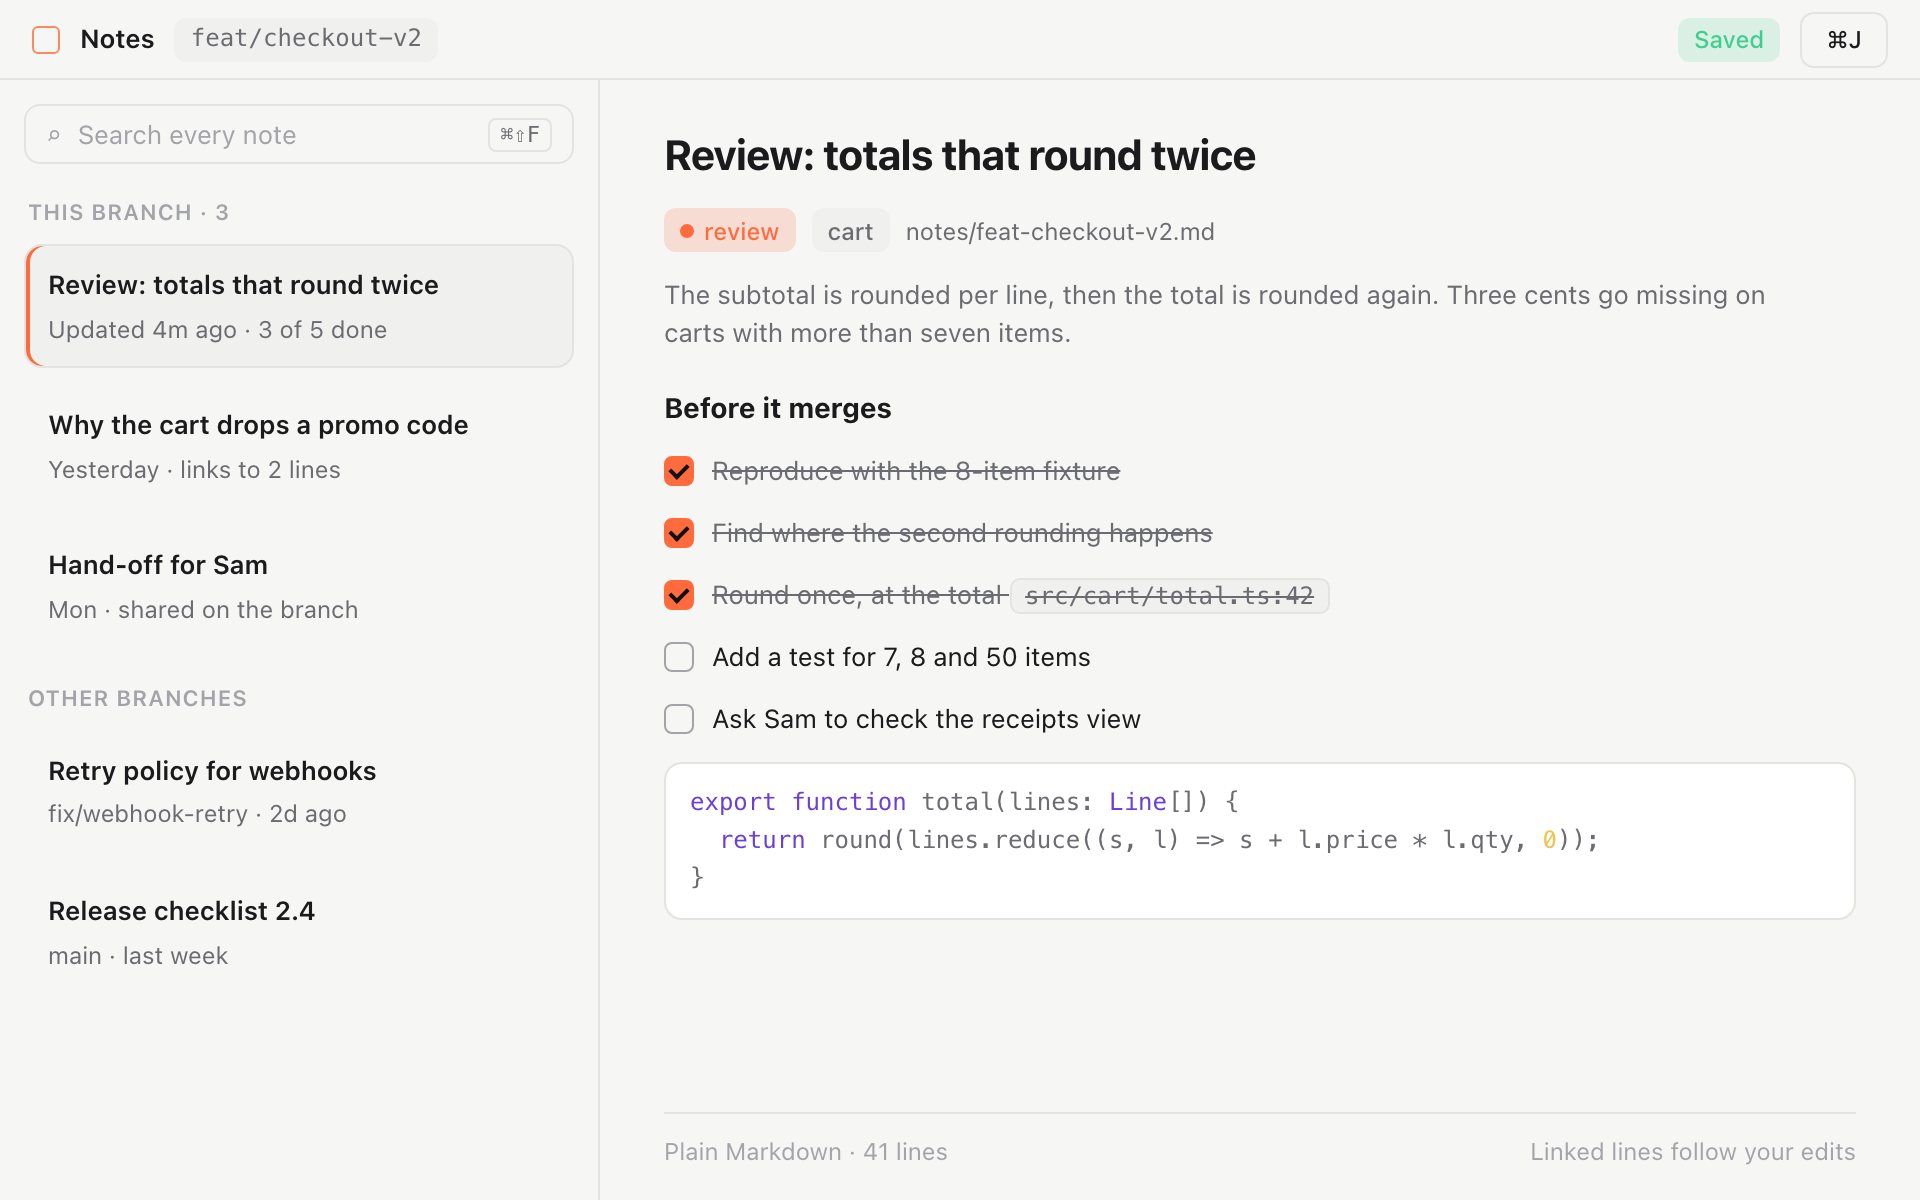 Notes
feat/checkout-v2
Saved
⌘J
Search every note
⌘⇧F
THIS BRANCH · 3
Review: totals that round twice
Updated 4m ago · 3 of 5 done
Why the cart drops a promo code
Yesterday · links to 2 lines
Hand-off for Sam
Mon · shared on the branch
OTHER BRANCHES
Retry policy for webhooks
fix/webhook-retry · 2d ago
Release checklist 2.4
main · last week
Review: totals that round twice
review
cart
notes/feat-checkout-v2.md
The subtotal is rounded per line, then the total is rounded again. Three cents go missing on
carts with more than seven items.
Before it merges
Reproduce with the 8-item fixture
Find where the second rounding happens
Round once, at the total src/cart/total.ts:42
Add a test for 7, 8 and 50 items
Ask Sam to check the receipts view
export function total(lines: Line[]) {
  return round(lines.reduce((s, l) => s + l.price * l.qty, 0));
}
Plain Markdown · 41 lines
Linked lines follow your edits